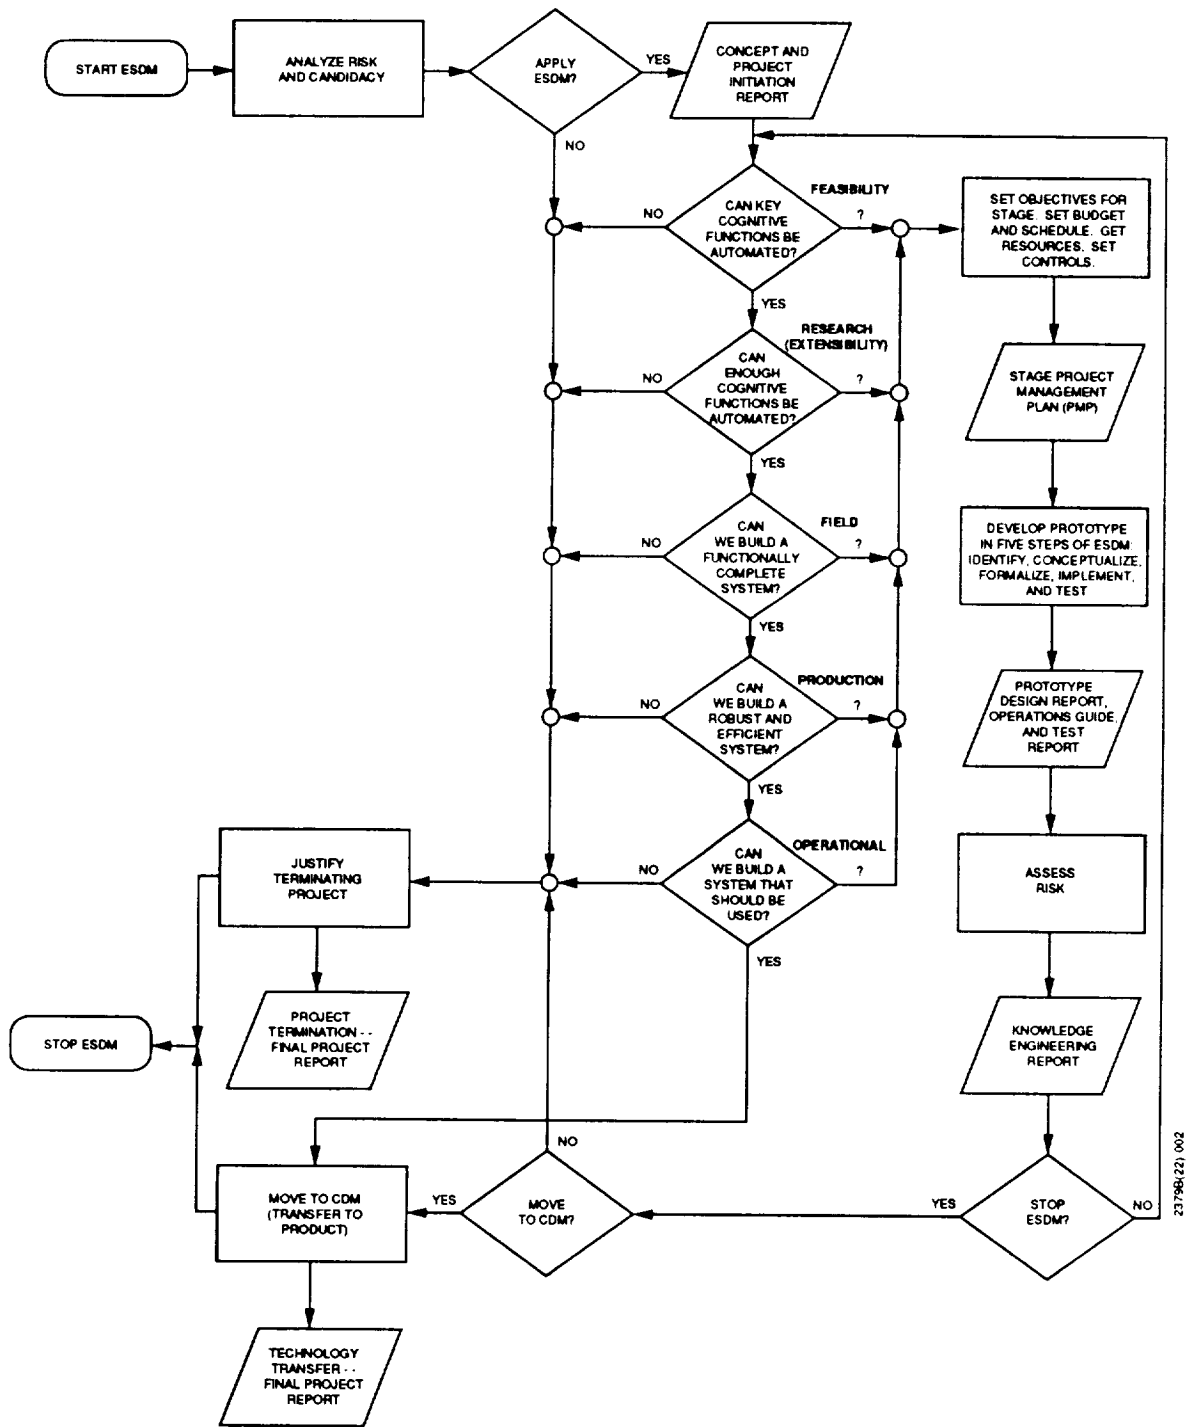 START ESDM
ANALYZE RISK
AND CANDIDACY
APPLY
ESDM?
YES
CONCEPT AND
PROJECT
INITIATION
REPORT
NO
FEASIBILITY
CAN KEY
COGNITIVE
FUNCTIONS BE
AUTOMATED?
NO
?
YES
SET OBJECTIVES FOR
STAGE. SET BUDGET
AND SCHEDULE. GET
RESOURCES. SET
CONTROLS.
RESEARCH
(EXTENSIBILITY)
CAN
ENOUGH
COGNITIVE
FUNCTIONS BE
AUTOMATED?
NO
?
YES
STAGE PROJECT
MANAGEMENT
PLAN (PMP)
FIELD
CAN
WE BUILD A
FUNCTIONALLY
COMPLETE
SYSTEM?
NO
?
YES
DEVELOP PROTOTYPE
IN FIVE STEPS OF ESDM:
IDENTIFY, CONCEPTUALIZE,
FORMALIZE, IMPLEMENT,
AND TEST
PRODUCTION
CAN
WE BUILD A
ROBUST AND
EFFICIENT
SYSTEM?
NO
?
YES
PROTOTYPE
DESIGN REPORT,
OPERATIONS GUIDE,
AND TEST
REPORT
OPERATIONAL
CAN
WE BUILD A
SYSTEM THAT
SHOULD BE
USED?
NO
?
YES
JUSTIFY
TERMINATING
PROJECT
ASSESS
RISK
PROJECT
TERMINATION - -
FINAL PROJECT
REPORT
STOP ESDM
KNOWLEDGE
ENGINEERING
REPORT
MOVE TO CDM
(TRANSFER TO
PRODUCT)
YES
MOVE
TO CDM?
NO
YES
STOP
ESDM?
NO
TECHNOLOGY
TRANSFER - -
FINAL PROJECT
REPORT
2379B(22) 002